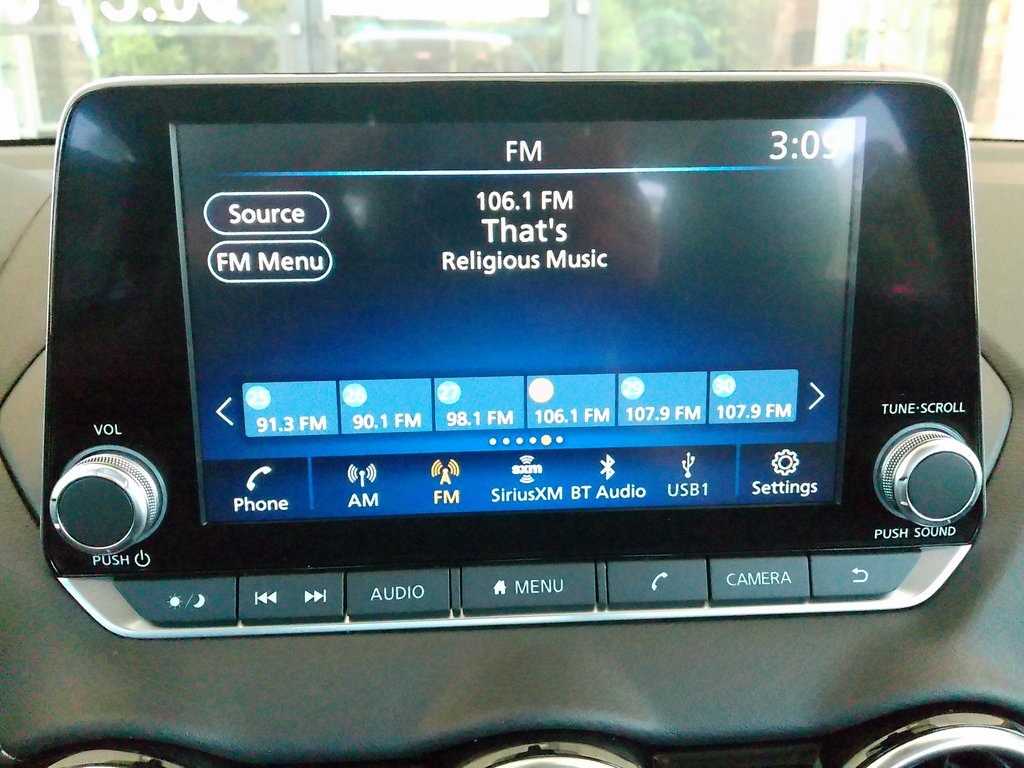 FM
3:09
Source
FM Menu
106.1 FM
That's
Religious Music
25
26
27
29
30
91.3 FM
90.1 FM
98.1 FM
106.1 FM
107.9 FM
107.9 FM
VOL
TUNE·SCROLL
Phone
AM
FM
sxm
SiriusXM
BT Audio
USB1
Settings
PUSH
PUSH SOUND
AUDIO
MENU
CAMERA